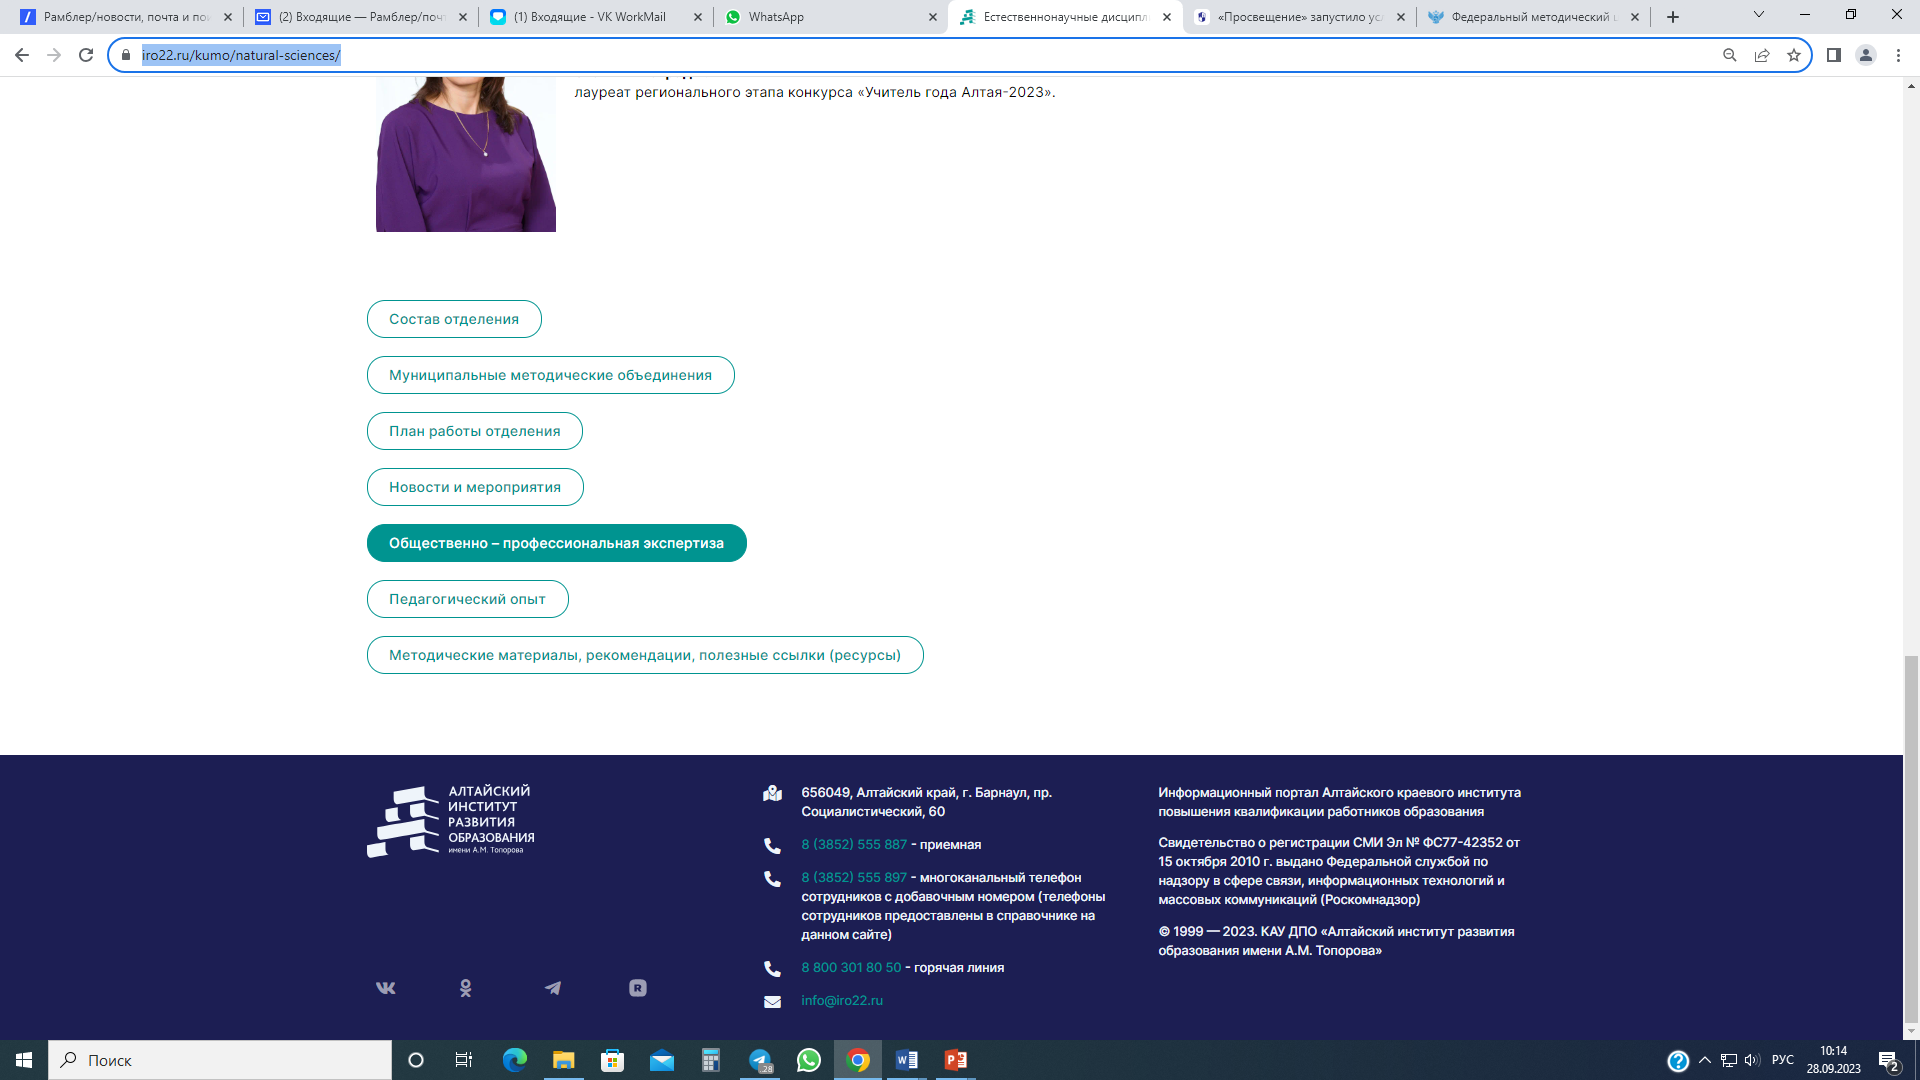 Рамблер/новости, почта и по
(2) Входящие — Рамблер/поч
(1) Входящие - VK WorkMail
WhatsApp
Естественнонаучные дисципл
«Просвещение» запустило усл
Федеральный методический ц
iro22.ru/kumo/natural-sciences/
лауреат регионального этапа конкурса «Учитель года Алтая-2023».
Состав отделения
Муниципальные методические объединения
План работы отделения
Новости и мероприятия
Общественно – профессиональная экспертиза
Педагогический опыт
Методические материалы, рекомендации, полезные ссылки (ресурсы)
АЛТАЙСКИЙ
ИНСТИТУТ
РАЗВИТИЯ
ОБРАЗОВАНИЯ
имени А.М. Топорова
656049, Алтайский край, г. Барнаул, пр.
Социалистический, 60
8 (3852) 555 887 - приемная
8 (3852) 555 897 - многоканальный телефон
сотрудников с добавочным номером (телефоны
сотрудников предоставлены в справочнике на
данном сайте)
8 800 301 80 50 - горячая линия
info@iro22.ru
Информационный портал Алтайского краевого института
повышения квалификации работников образования
Свидетельство о регистрации СМИ Эл № ФС77-42352 от
15 октября 2010 г. выдано Федеральной службой по
надзору в сфере связи, информационных технологий и
массовых коммуникаций (Роскомнадзор)
© 1999 — 2023. КАУ ДПО «Алтайский институт развития
образования имени А.М. Топорова»
Поиск
28
РУС
10:14
28.09.2023
2